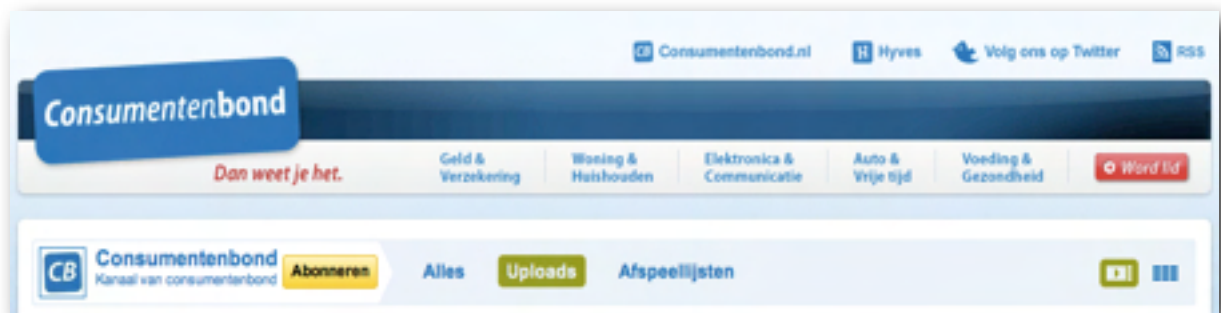 CB Consumentenbond.nl H Hyves Volg ons op Twitter RSS
Consumentenbond
Dan weet je het.
Geld &
Verzekering
Woning &
Huishouden
Elektronica &
Communicatie
Auto &
Vrije tijd
Voeding &
Gezondheid
Word lid
CB
Consumentenbond
Kanaal van consumentenbond
Abonneren
Alles Uploads Afspeellijsten